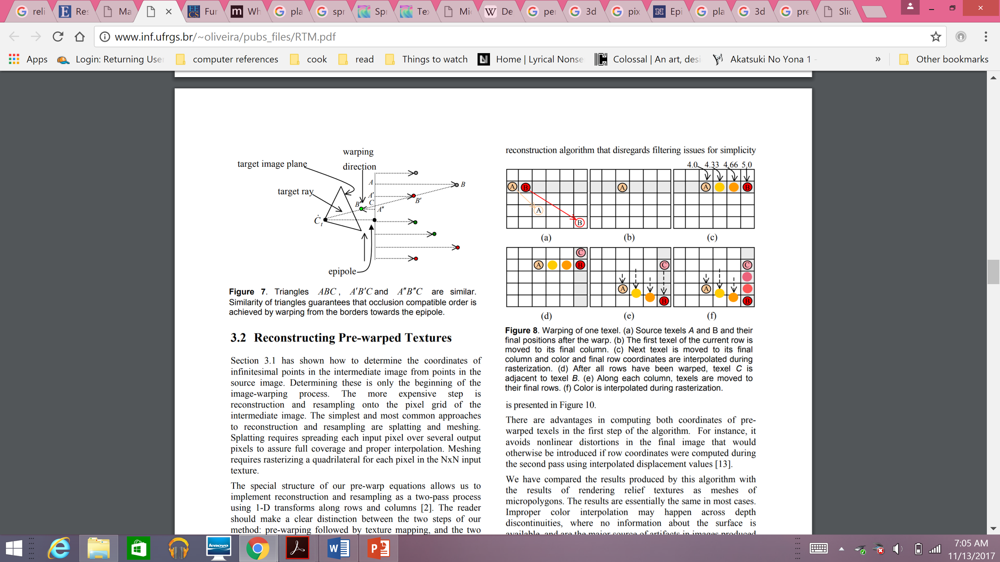 reli
Res
Ma
Fur
Wh
pla
spr
Spr
Tex
Mic
De
per
3d
pix
Epi
pla
3d
pre
Slic
www.inf.ufrgs.br/~oliveira/pubs_files/RTM.pdf
Apps
Login: Returning User
computer references
cook
read
Things to watch
Home | Lyrical Nonse
Colossal | An art, desi
Akatsuki No Yona 1 -
»
Other bookmarks
warping
direction
target image plane
target ray
A
B
A'
B'
C
B"
A"
Ċt
epipole
Figure 7. Triangles ABC , A'B'C and A"B"C are similar.
Similarity of triangles guarantees that occlusion compatible order is
achieved by warping from the borders towards the epipole.
3.2 Reconstructing Pre-warped Textures
Section 3.1 has shown how to determine the coordinates of
infinitesimal points in the intermediate image from points in the
source image. Determining these is only the beginning of the
image-warping process. The more expensive step is
reconstruction and resampling onto the pixel grid of the
intermediate image. The simplest and most common approaches
to reconstruction and resampling are splatting and meshing.
Splatting requires spreading each input pixel over several output
pixels to assure full coverage and proper interpolation. Meshing
requires rasterizing a quadrilateral for each pixel in the NxN input
texture.
The special structure of our pre-warp equations allows us to
implement reconstruction and resampling as a two-pass process
using 1-D transforms along rows and columns [2]. The reader
should make a clear distinction between the two steps of our
method: pre-warping followed by texture mapping, and the two
reconstruction algorithm that disregards filtering issues for simplicity
4.0 4.33 4.66 5.0
A B A A B
A
B
(a) (b) (c)
C
A B C C
A A
B B
(d) (e) (f)
Figure 8. Warping of one texel. (a) Source texels A and B and their
final positions after the warp. (b) The first texel of the current row is
moved to its final column. (c) Next texel is moved to its final
column and color and final row coordinates are interpolated during
rasterization. (d) After all rows have been warped, texel C is
adjacent to texel B. (e) Along each column, texels are moved to
their final rows. (f) Color is interpolated during rasterization.
is presented in Figure 10.
There are advantages in computing both coordinates of pre-
warped texels in the first step of the algorithm. For instance, it
avoids nonlinear distortions in the final image that would
otherwise be introduced if row coordinates were computed during
the second pass using interpolated displacement values [13].
We have compared the results produced by this algorithm with
the results of rendering relief textures as meshes of
micropolygons. The results are essentially the same in most cases.
Improper color interpolation may happen across depth
discontinuities, where no information about the surface is
available, and are the major source of artifacts in images produced
lenovo
7:05 AM
11/13/2017